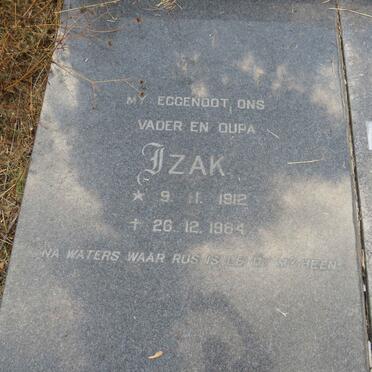 MY EGGENOOT, ONS
VADER EN OUPA
IZAK
* 9. 11. 1912
+ 26. 12. 1984
NA WATERS WAAR RUS IS LEI HY MY HEEN